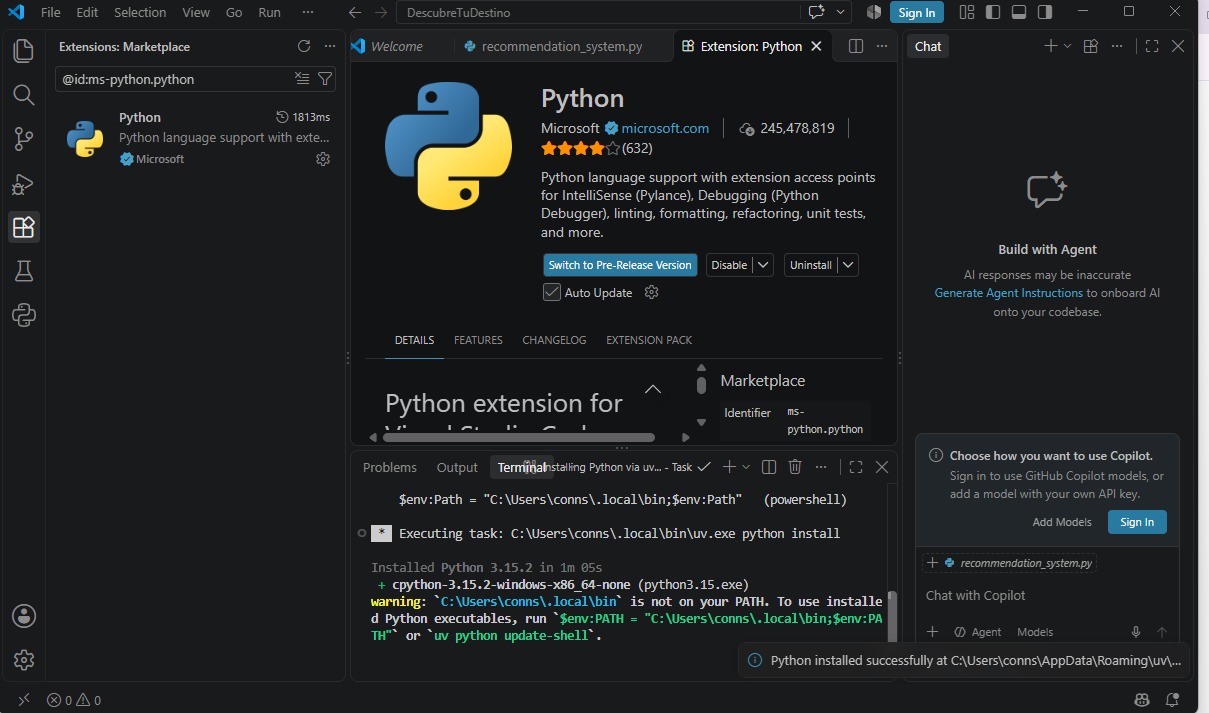 File Edit Selection View Go Run ··· DescubreTuDestino Sign In
Extensions: Marketplace
@id:ms-python.python
Python 1813ms
Python language support with exte...
Microsoft
Welcome recommendation_system.py Extension: Python
Python
Microsoft microsoft.com 245,478,819
(632)
Python language support with extension access points
for IntelliSense (Pylance), Debugging (Python
Debugger), linting, formatting, refactoring, unit tests,
and more.
Switch to Pre-Release Version Disable Uninstall
Auto Update
DETAILS FEATURES CHANGELOG EXTENSION PACK
Python extension for
Visual Studio Code
Marketplace
Identifier ms-
python.python
Problems Output Terminal Installing Python via uv... - Task
$env:Path = "C:\Users\conns\.local\bin;$env:Path" (powershell)
* Executing task: C:\Users\conns\.local\bin\uv.exe python install
Installed Python 3.15.2 in 1m 05s
+ cpython-3.15.2-windows-x86_64-none (python3.15.exe)
warning: `C:\Users\conns\.local\bin` is not on your PATH. To use installe
d Python executables, run `$env:PATH = "C:\Users\conns\.local\bin;$env:PA
TH"` or `uv python update-shell`.
Chat
Build with Agent
AI responses may be inaccurate
Generate Agent Instructions to onboard AI
onto your codebase.
Choose how you want to use Copilot.
Sign in to use GitHub Copilot models, or
add a model with your own API key.
Add Models Sign In
recommendation_system.py
Chat with Copilot
Agent Models
Python installed successfully at C:\Users\conns\AppData\Roaming\uv\...
0 0